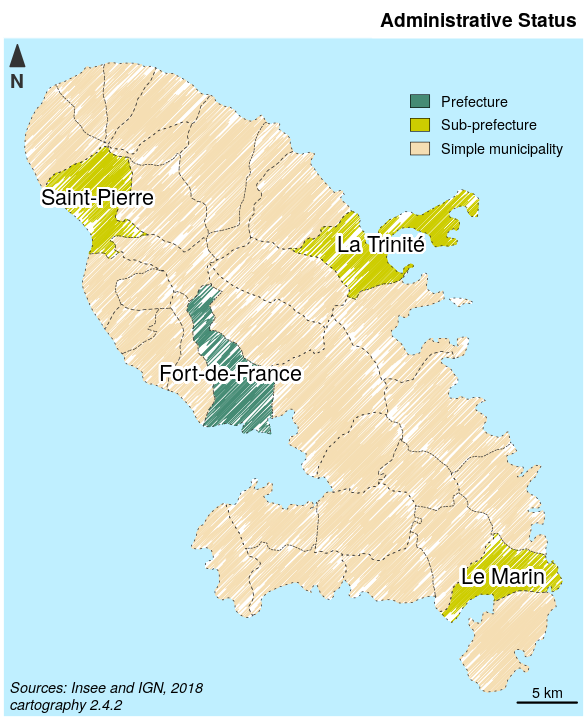 Administrative Status
N
Prefecture
Sub-prefecture
Simple municipality
Saint-Pierre
La Trinité
Fort-de-France
Le Marin
Sources: Insee and IGN, 2018
cartography 2.4.2
5 km